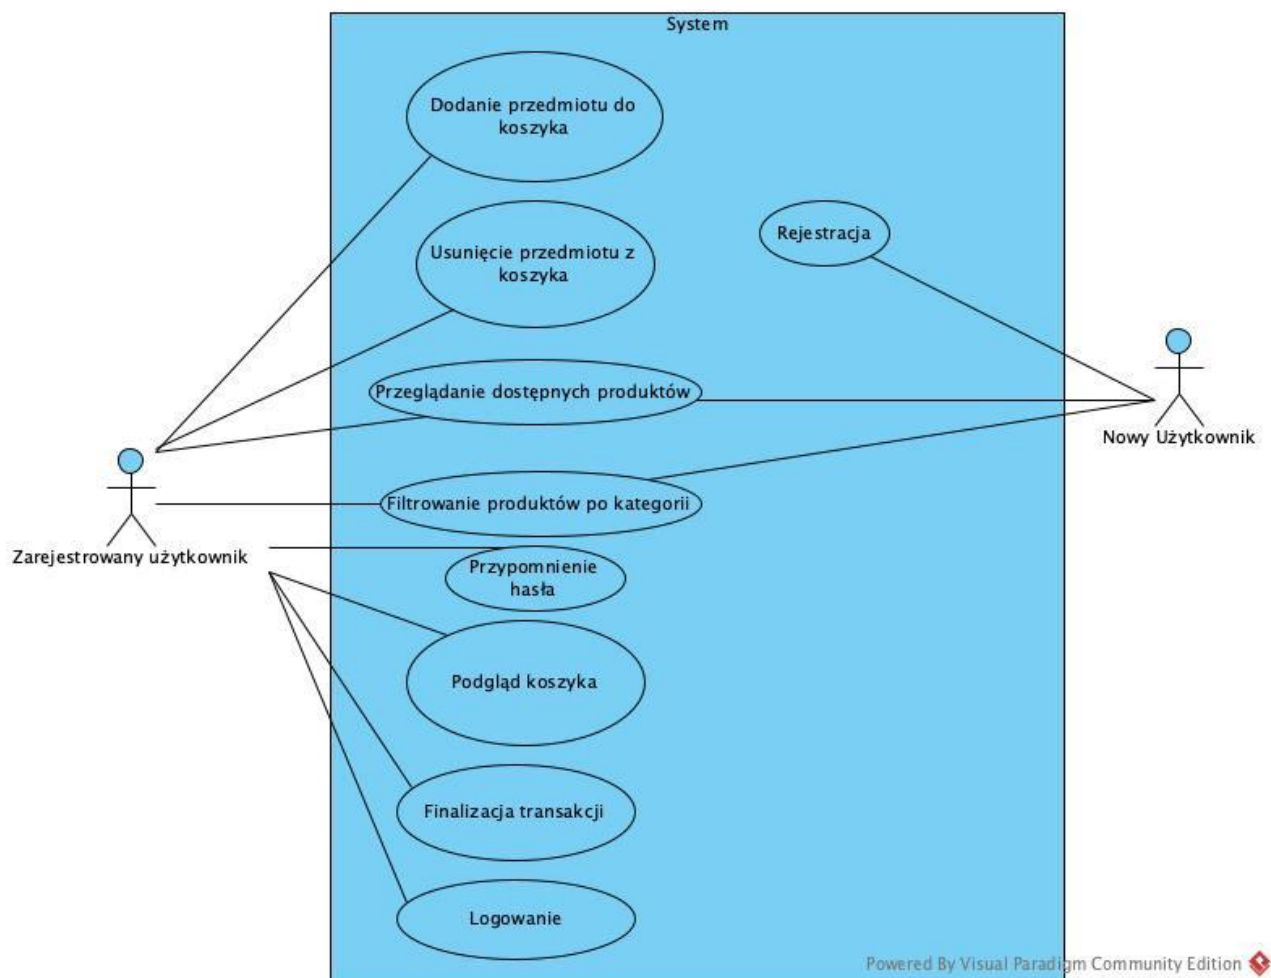 System
Dodanie przedmiotu do
koszyka
Usunięcie przedmiotu z
koszyka
Rejestracja
Przeglądanie dostępnych produktów
Nowy Użytkownik
Filtrowanie produktów po kategorii
Zarejestrowany użytkownik
Przypomnienie
hasła
Podgląd koszyka
Finalizacja transakcji
Logowanie
Powered By Visual Paradigm Community Edition